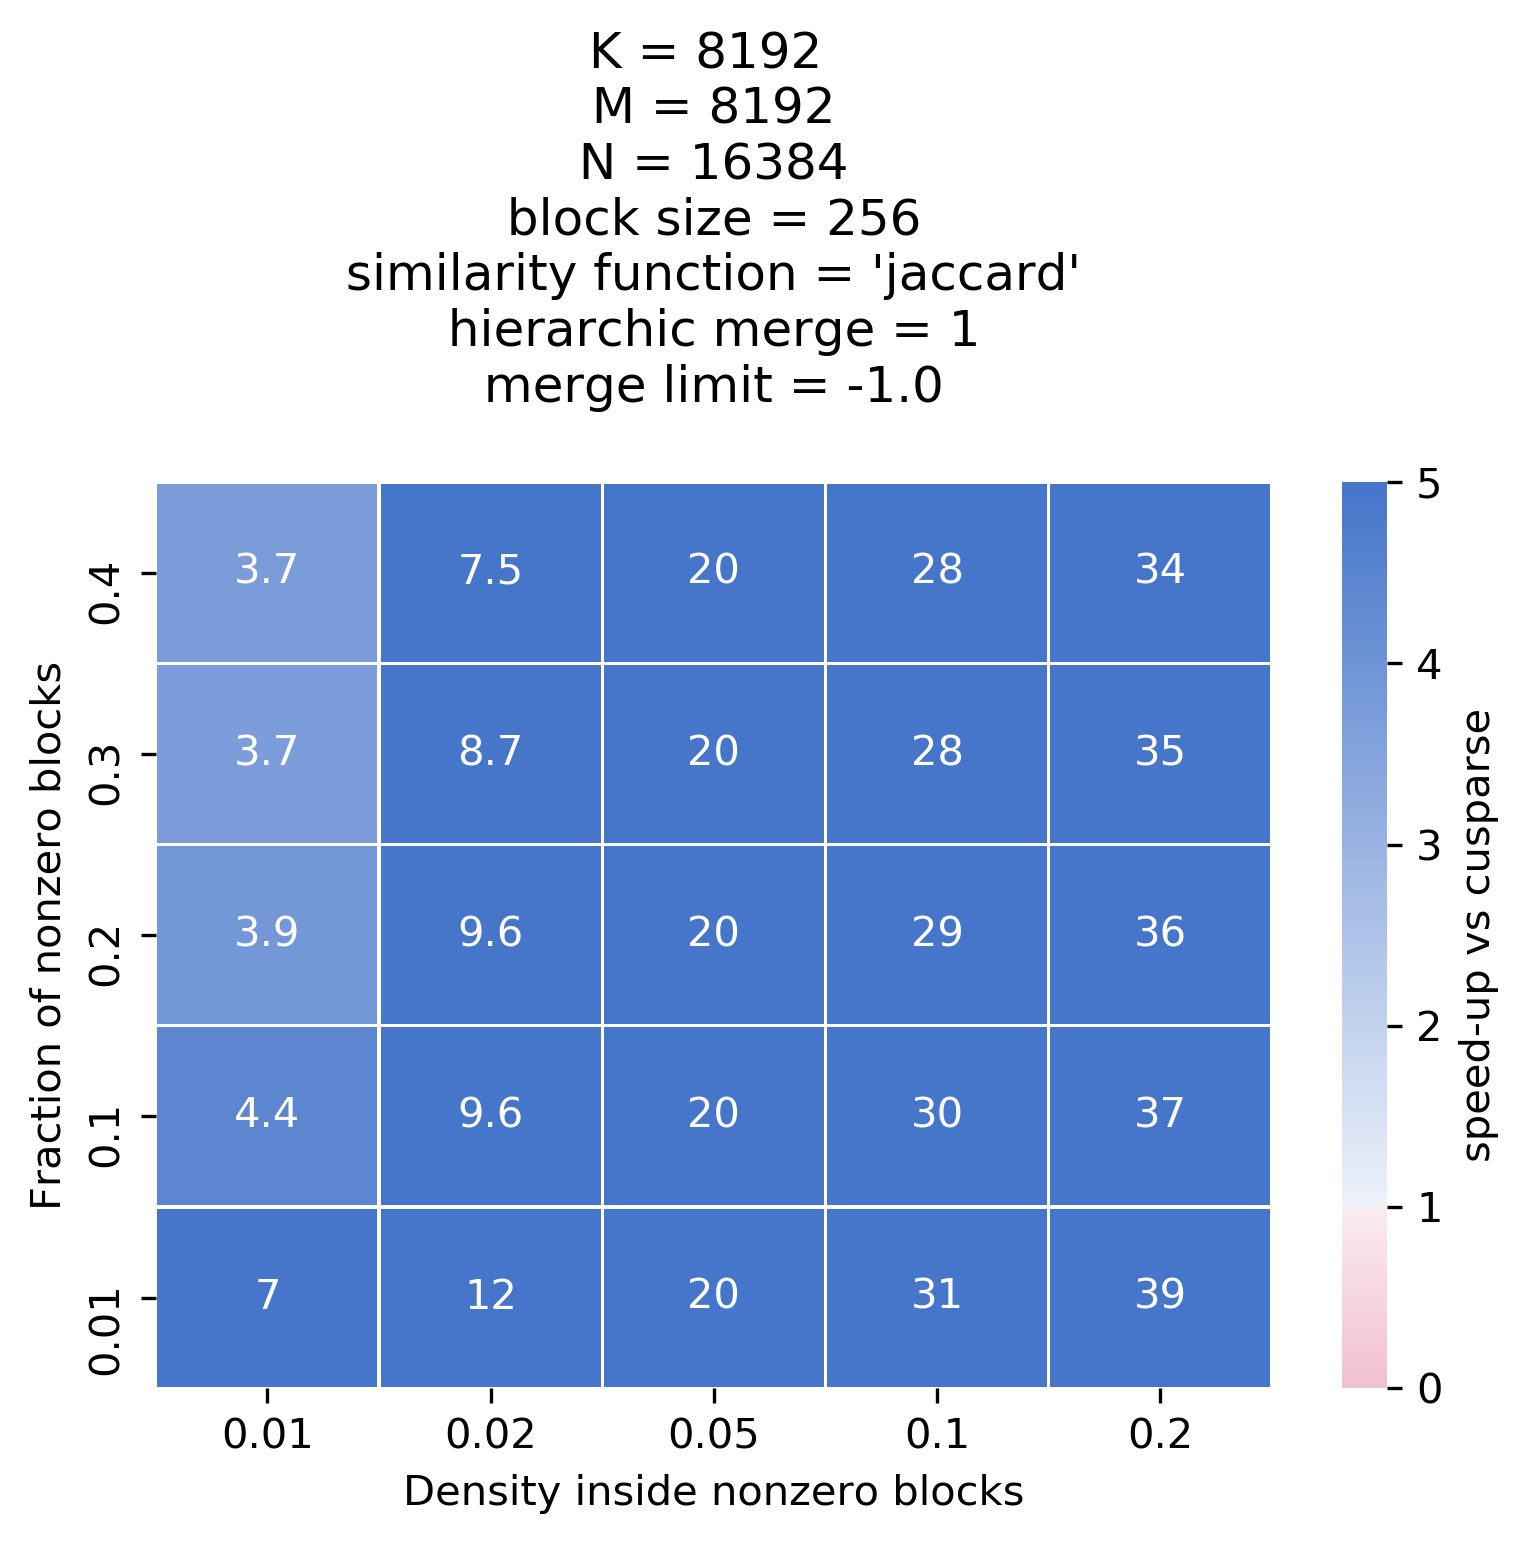 K = 8192
M = 8192
N = 16384
block size = 256
similarity function = 'jaccard'
hierarchic merge = 1
merge limit = -1.0
Fraction of nonzero blocks
0.4 3.7 7.5 20 28 34
0.3 3.7 8.7 20 28 35
0.2 3.9 9.6 20 29 36
0.1 4.4 9.6 20 30 37
0.01 7 12 20 31 39
0.01 0.02 0.05 0.1 0.2
Density inside nonzero blocks
5
4
3
2
1
0
speed-up vs cusparse